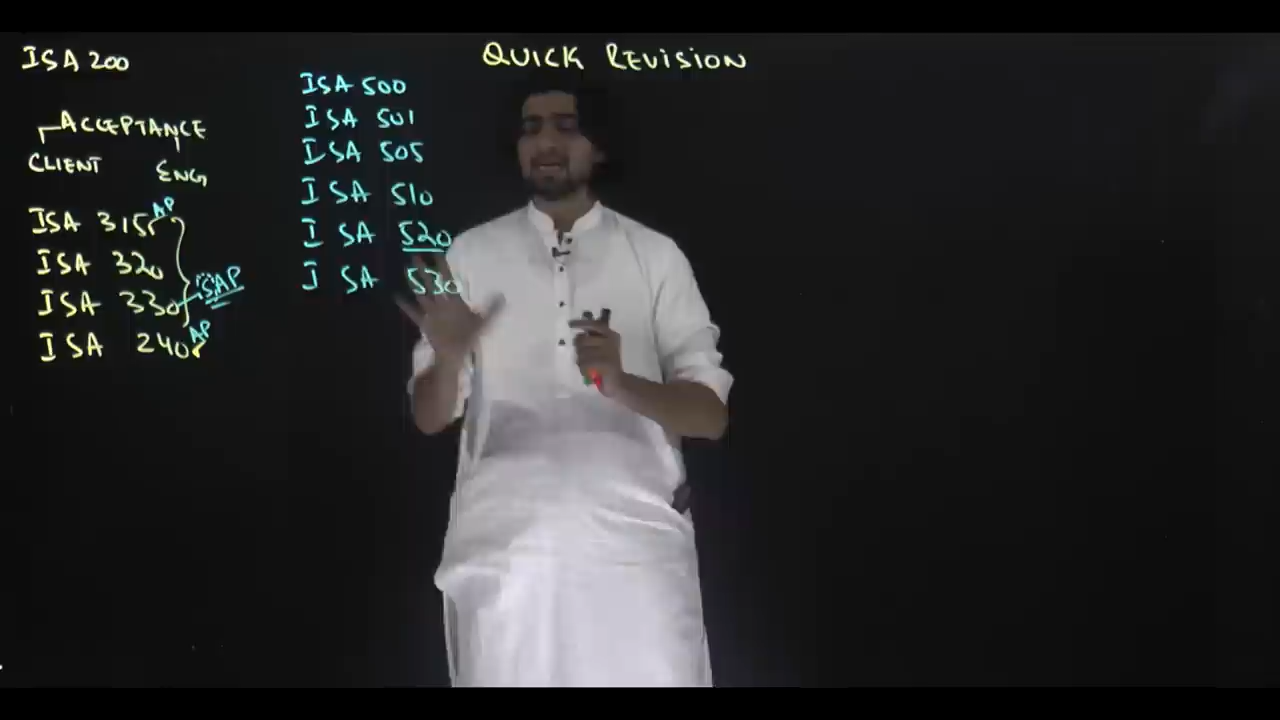 QUICK REVISION
ISA 200
ACCEPTANCE
CLIENT ENG
ISA 315 AP
ISA 320
ISA 330 SAP
ISA 240 AP
ISA 500
ISA 501
ISA 505
ISA 510
ISA 520
ISA 530